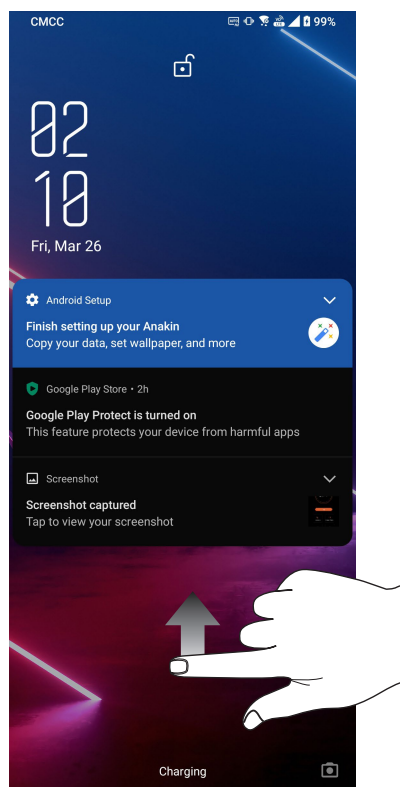 CMCC 99%
02
10
Fri, Mar 26
Android Setup
Finish setting up your Anakin
Copy your data, set wallpaper, and more
Google Play Store • 2h
Google Play Protect is turned on
This feature protects your device from harmful apps
Screenshot
Screenshot captured
Tap to view your screenshot
Charging